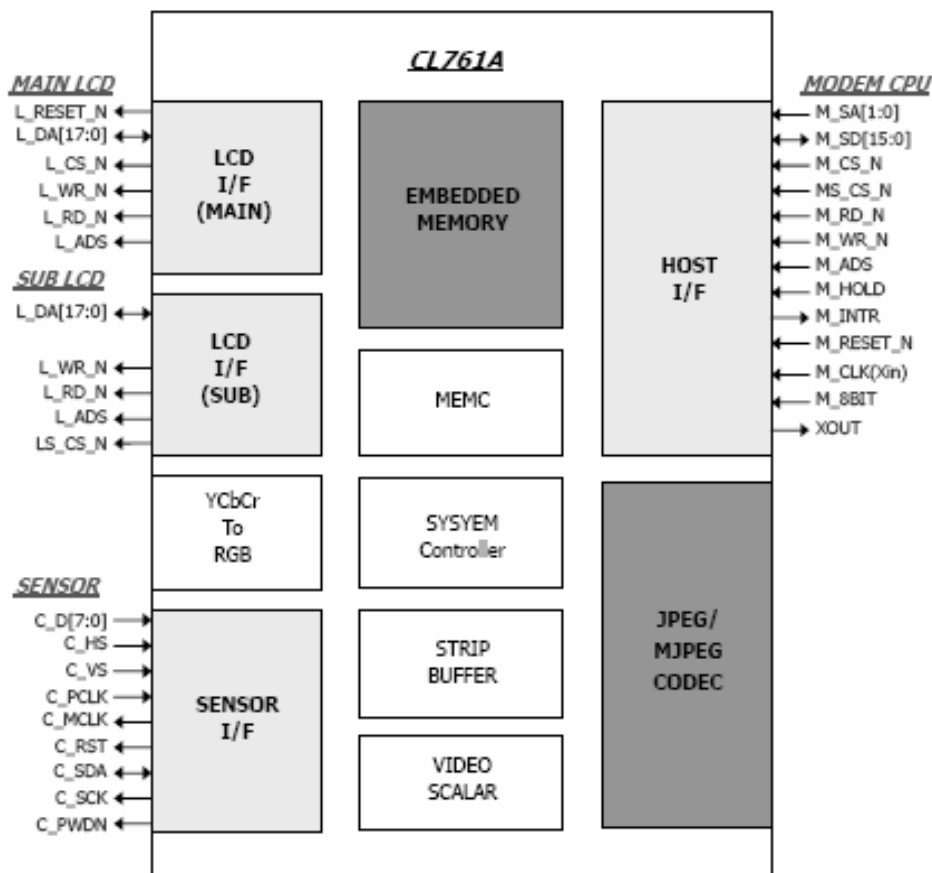 CL761A
MAIN LCD
L_RESET_N
L_DA[17:0]
L_CS_N
L_WR_N
L_RD_N
L_ADS
LCD
I/F
(MAIN)
SUB LCD
L_DA[17:0]
L_WR_N
L_RD_N
L_ADS
LS_CS_N
LCD
I/F
(SUB)
YCbCr
To
RGB
SENSOR
C_D[7:0]
C_HS
C_VS
C_PCLK
C_MCLK
C_RST
C_SDA
C_SCK
C_PWDN
SENSOR
I/F
EMBEDDED
MEMORY
MEMC
SYSYEM
Controller
STRIP
BUFFER
VIDEO
SCALAR
HOST
I/F
JPEG/
MJPEG
CODEC
MODEM CPU
M_SA[1:0]
M_SD[15:0]
M_CS_N
MS_CS_N
M_RD_N
M_WR_N
M_ADS
M_HOLD
M_INTR
M_RESET_N
M_CLK(Xin)
M_8BIT
XOUT